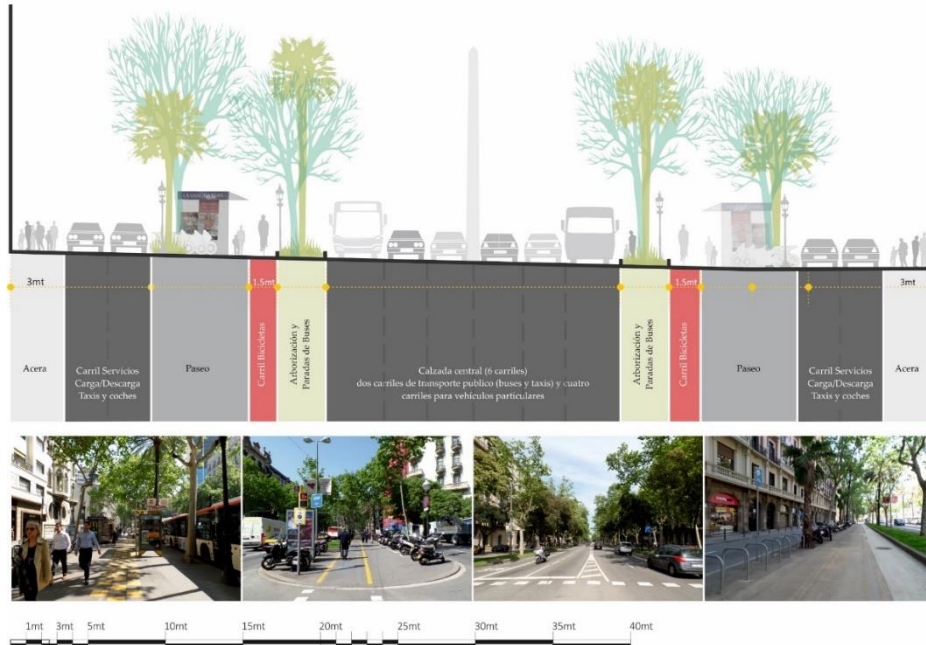 3mt
1.5mt
1.5mt
3mt
Acera
Carril Servicios
Carga/Descarga
Taxis y coches
Paseo
Carril Bicicletas
Arborización y
Paradas de Buses
Calzada central (6 carriles)
dos carriles de transporte publico (buses y taxis) y cuatro
carriles para vehículos particulares
Arborización y
Paradas de Buses
Carril Bicicletas
Paseo
Carril Servicios
Carga/Descarga
Taxis y coches
Acera
1mt 3mt 5mt 10mt 15mt 20mt 25mt 30mt 35mt 40mt